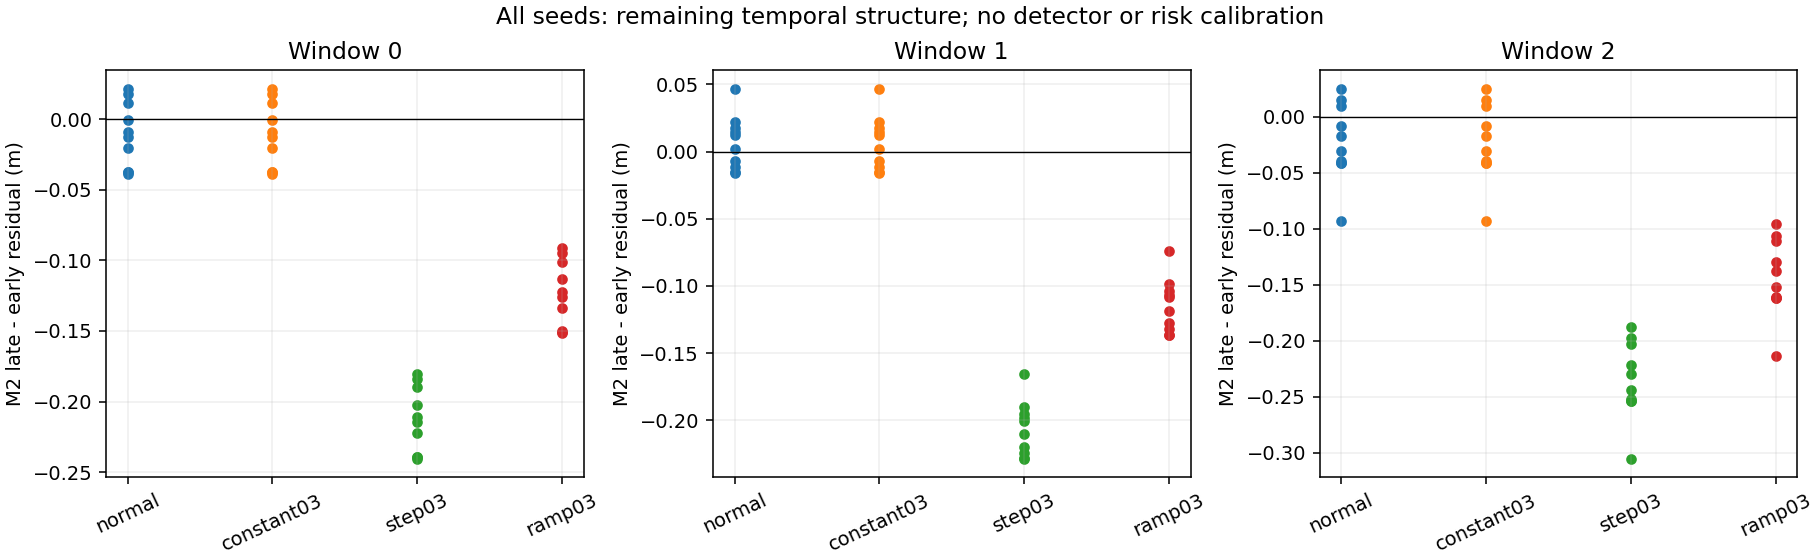 All seeds: remaining temporal structure; no detector or risk calibration
Window 0
M2 late - early residual (m)
0.00
−0.05
−0.10
−0.15
−0.20
−0.25
normal
constant03
step03
ramp03
Window 1
M2 late - early residual (m)
0.05
0.00
−0.05
−0.10
−0.15
−0.20
normal
constant03
step03
ramp03
Window 2
M2 late - early residual (m)
0.00
−0.05
−0.10
−0.15
−0.20
−0.25
−0.30
normal
constant03
step03
ramp03